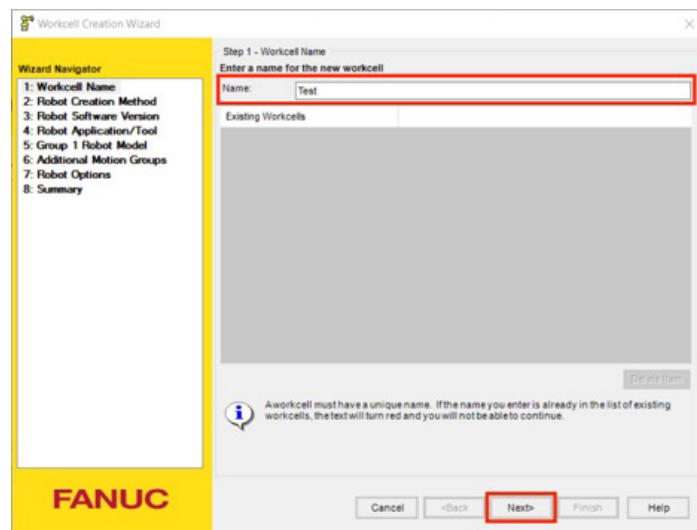 Workcell Creation Wizard
Wizard Navigator
1: Workcell Name
2: Robot Creation Method
3: Robot Software Version
4: Robot Application/Tool
5: Group 1 Robot Model
6: Additional Motion Groups
7: Robot Options
8: Summary
FANUC
Step 1 - Workcell Name
Enter a name for the new workcell
Name: Test
Existing Workcells
Delete Item
A workcell must have a unique name. If the name you enter is already in the list of existing
workcells, the text will turn red and you will not be able to continue.
Cancel <Back Next> Finish Help